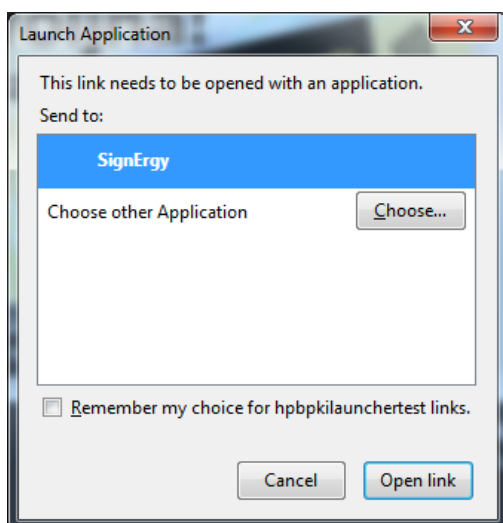 Launch Application
This link needs to be opened with an application.
Send to:
SignErgy
Choose other Application
Choose...
Remember my choice for hpbpkilaunchertest links.
Cancel
Open link